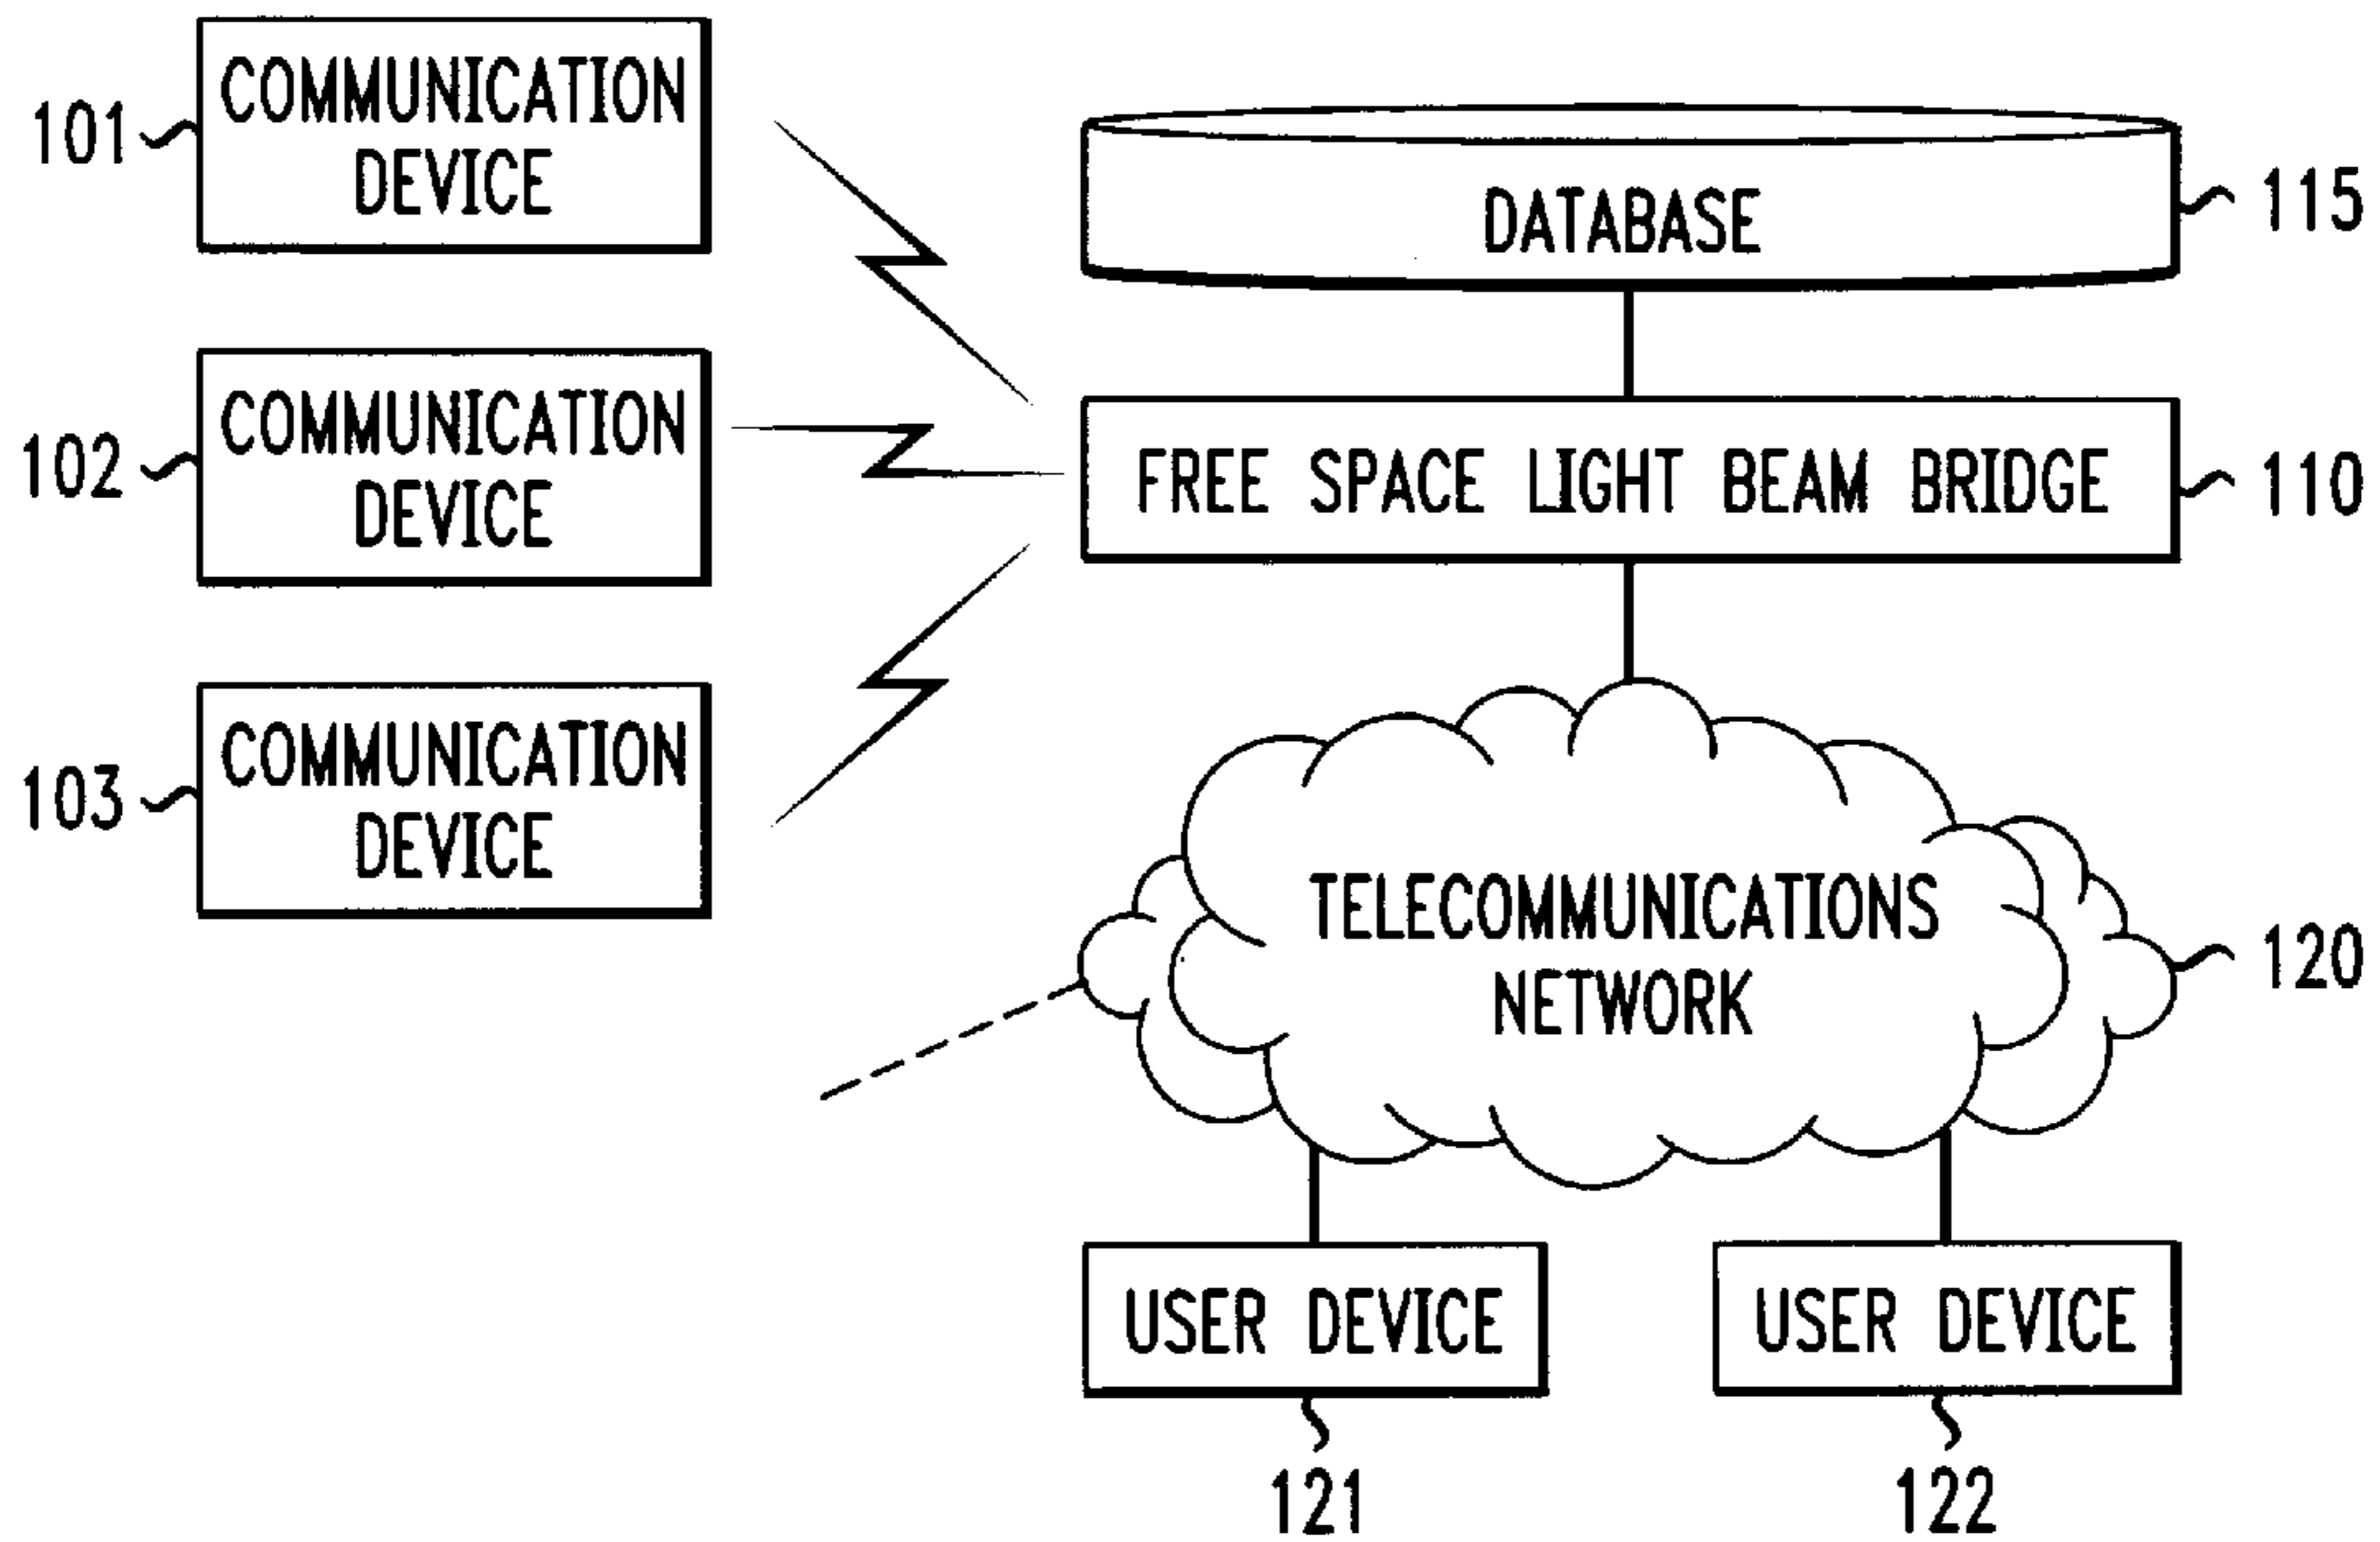 101
COMMUNICATION
DEVICE
102
COMMUNICATION
DEVICE
103
COMMUNICATION
DEVICE
DATABASE
115
FREE SPACE LIGHT BEAM BRIDGE
110
TELECOMMUNICATIONS
NETWORK
120
USER DEVICE
121
USER DEVICE
122